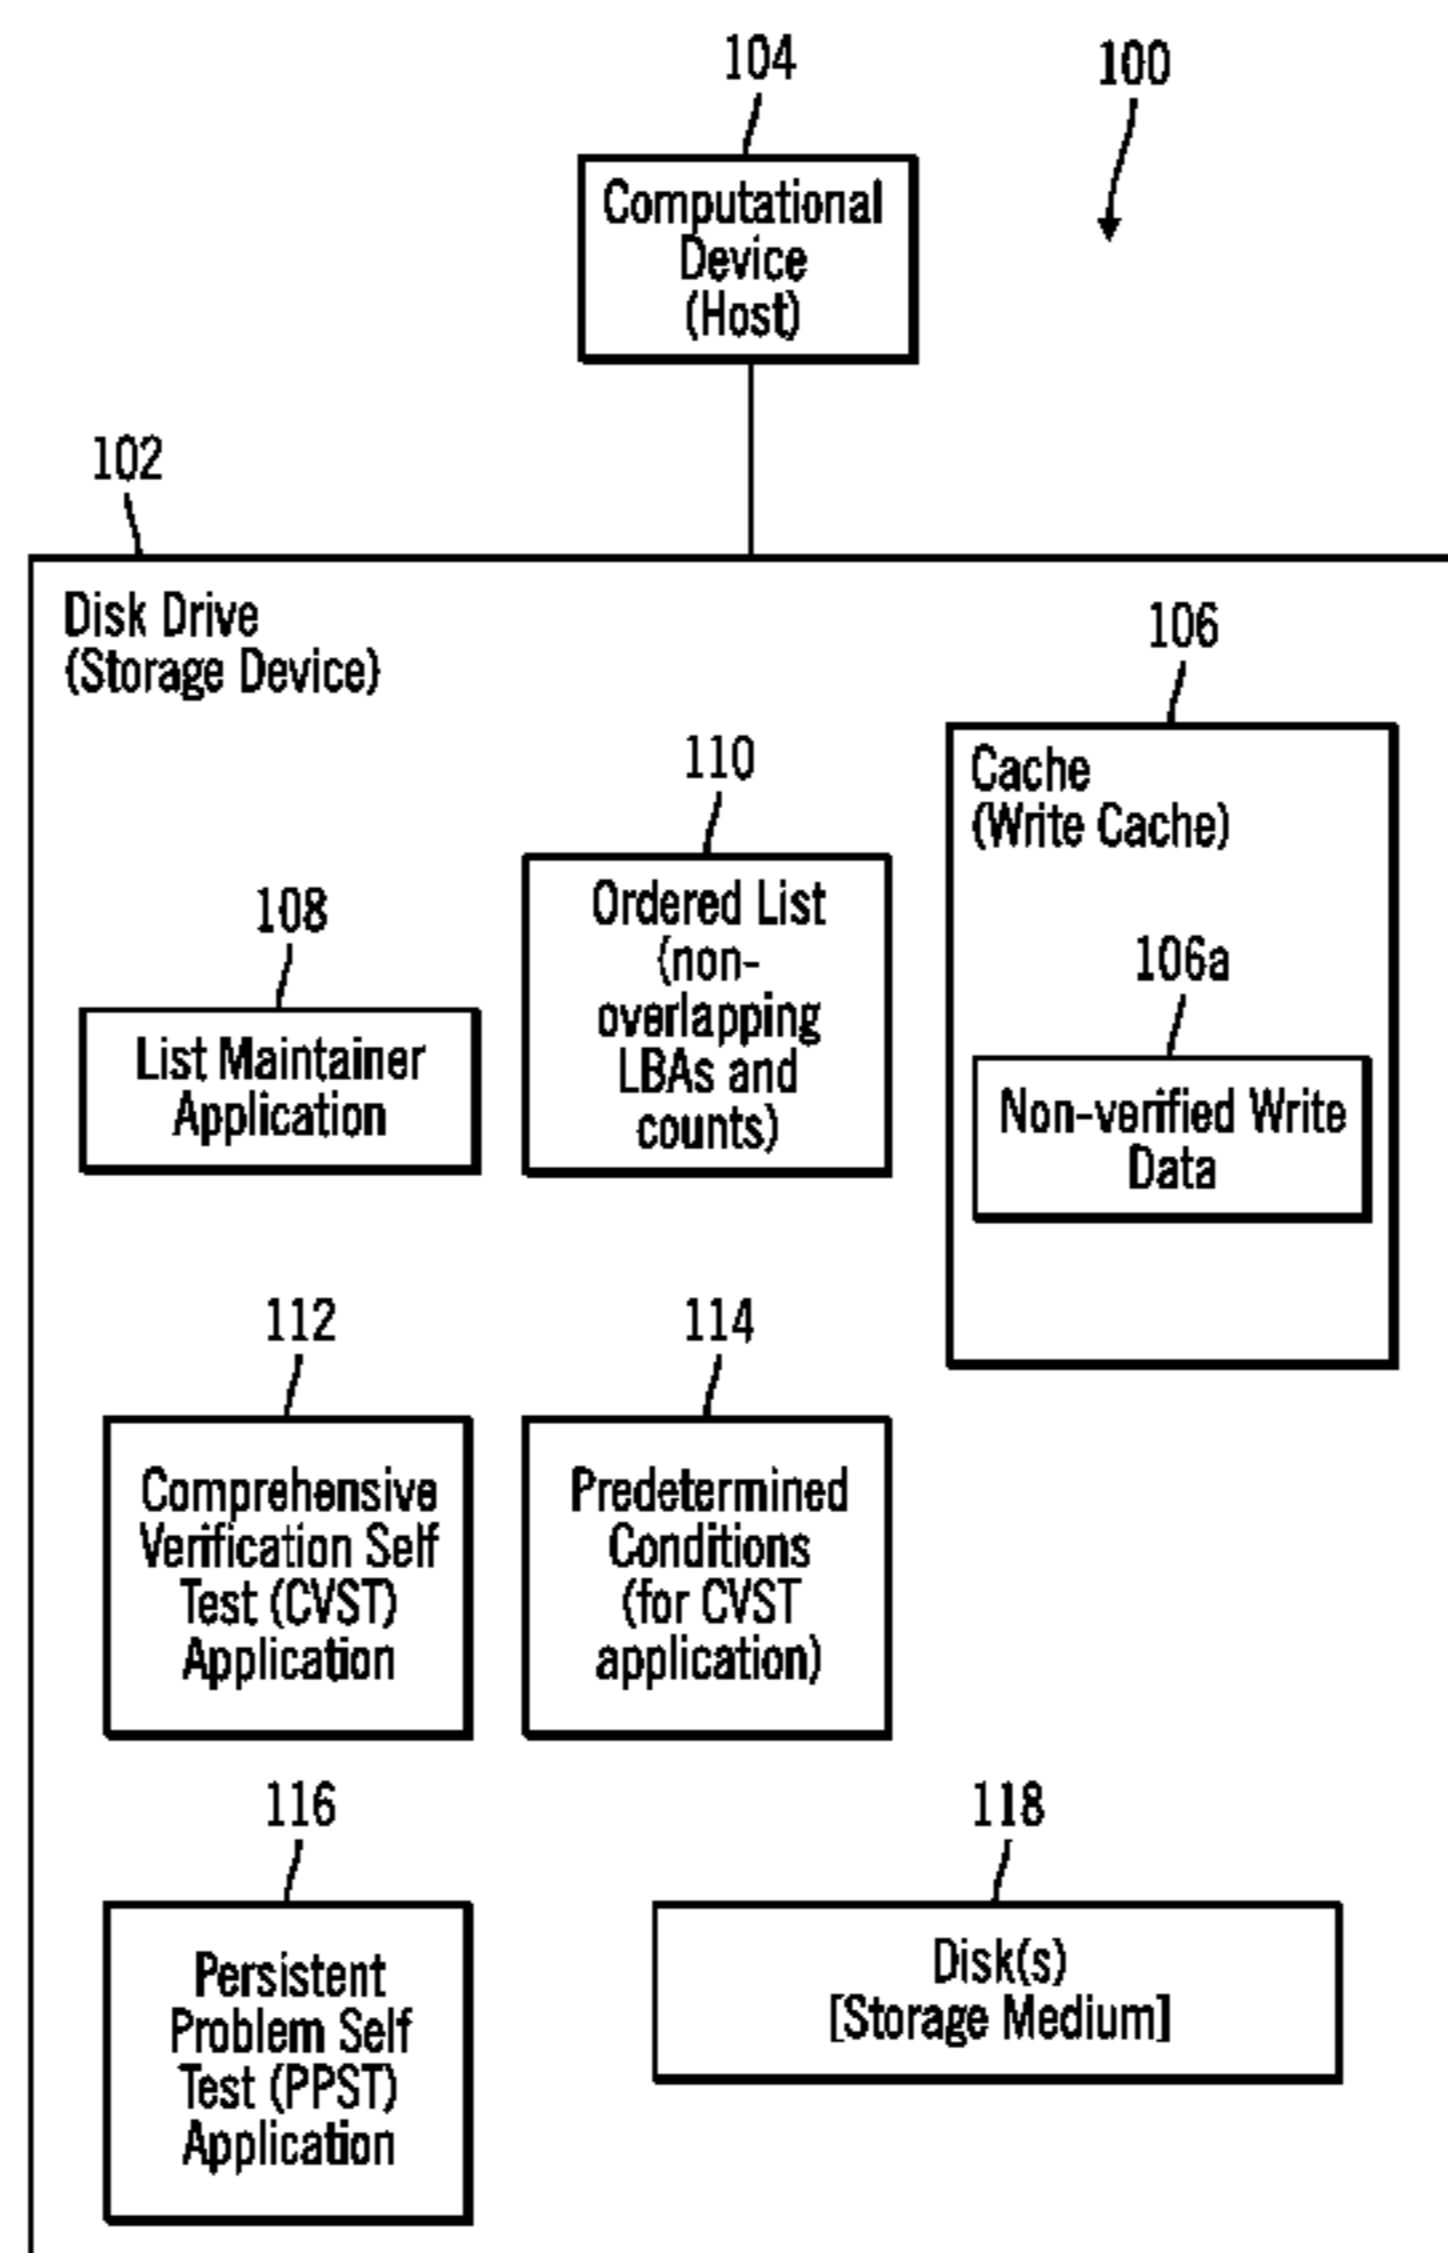 104
100
Computational
Device
(Host)
102
Disk Drive
(Storage Device)
106
Cache
(Write Cache)
110
Ordered List
(non-
overlapping
LBAs and
counts)
108
List Maintainer
Application
106a
Non-verified Write
Data
112
Comprehensive
Verification Self
Test (CVST)
Application
114
Predetermined
Conditions
(for CVST
application)
116
Persistent
Problem Self
Test (PPST)
Application
118
Disk(s)
[Storage Medium]